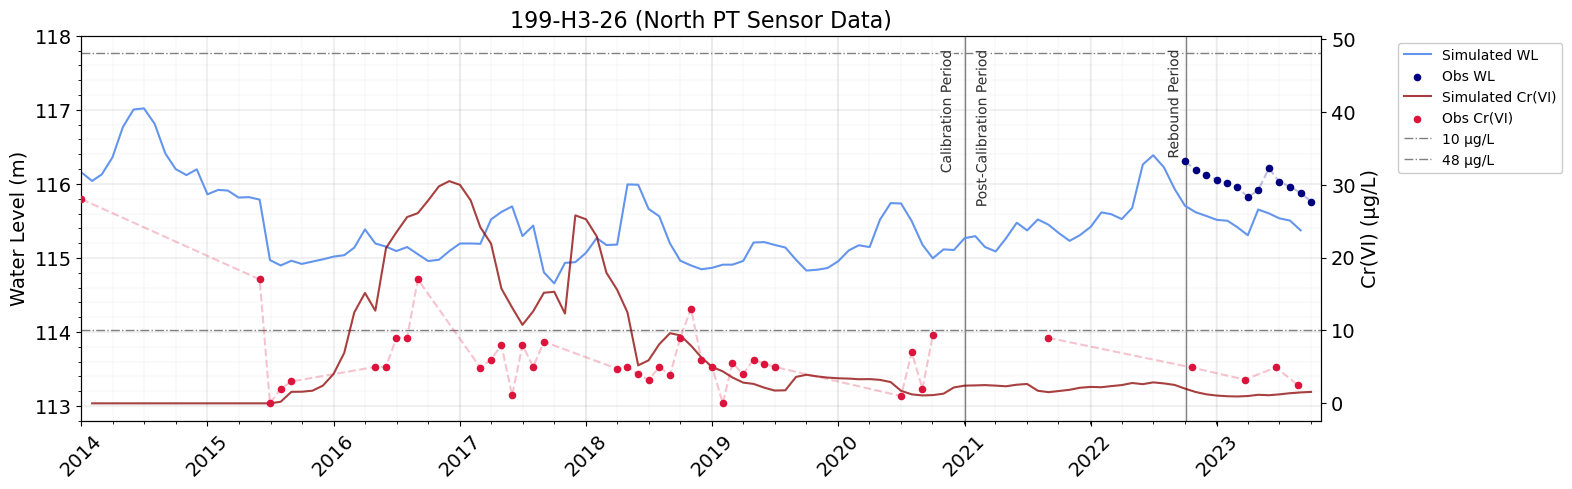 199-H3-26 (North PT Sensor Data)
Water Level (m)
118
117
116
115
114
113
Calibration Period
Post-Calibration Period
Rebound Period
50
40
30
20
10
0
Cr(VI) (μg/L)
2014
2015
2016
2017
2018
2019
2020
2021
2022
2023
Simulated WL
Obs WL
Simulated Cr(VI)
Obs Cr(VI)
10 μg/L
48 μg/L